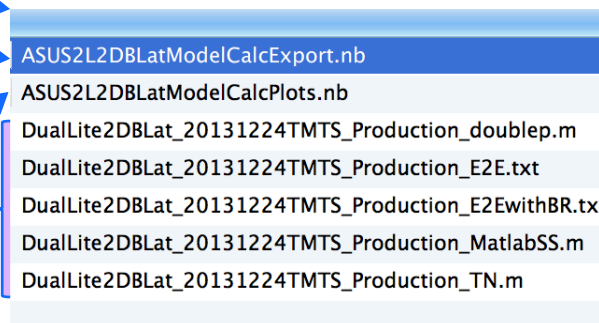 ASUS2L2DBLatModelCalcExport.nb
ASUS2L2DBLatModelCalcPlots.nb
DualLite2DBLat_20131224TMTS_Production_doublep.m
DualLite2DBLat_20131224TMTS_Production_E2E.txt
DualLite2DBLat_20131224TMTS_Production_E2EwithBR.tx
DualLite2DBLat_20131224TMTS_Production_MatlabSS.m
DualLite2DBLat_20131224TMTS_Production_TN.m